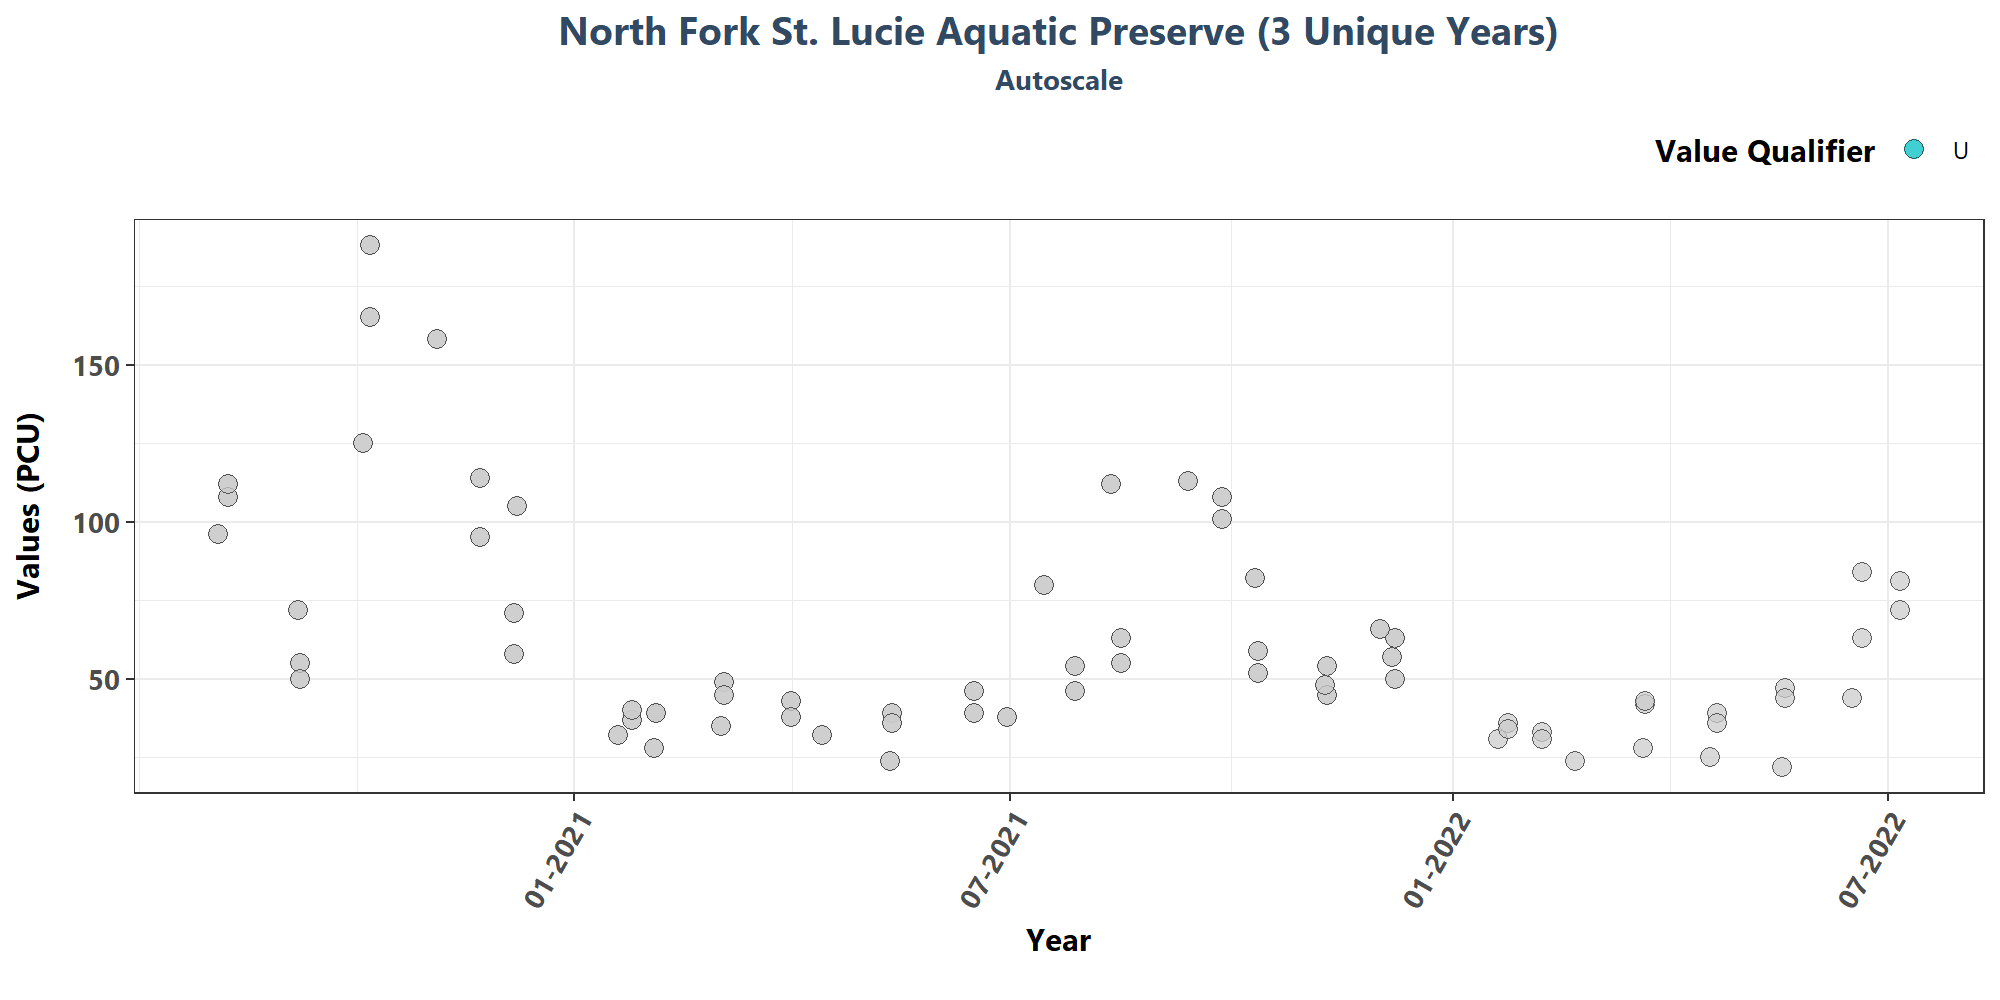 North Fork St. Lucie Aquatic Preserve (3 Unique Years)
Autoscale
Value Qualifier U
Values (PCU)
150
100
50
01-2021 07-2021 01-2022 07-2022
Year